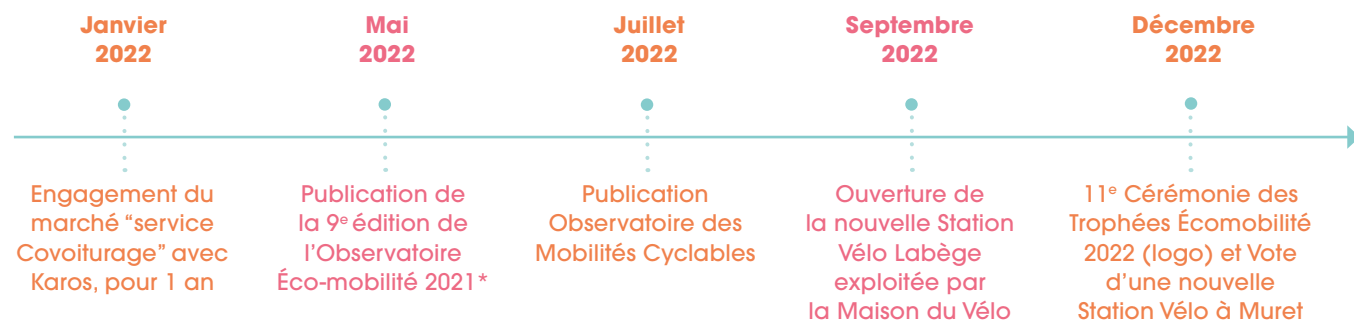 Janvier
2022
Mai
2022
Juillet
2022
Septembre
2022
Décembre
2022
Engagement du
marché “service
Covoiturage” avec
Karos, pour 1 an
Publication de
la 9e édition de
l’Observatoire
Éco-mobilité 2021*
Publication
Observatoire des
Mobilités Cyclables
Ouverture de
la nouvelle Station
Vélo Labège
exploitée par
la Maison du Vélo
11e Cérémonie des
Trophées Écomobilité
2022 (logo) et Vote
d’une nouvelle
Station Vélo à Muret